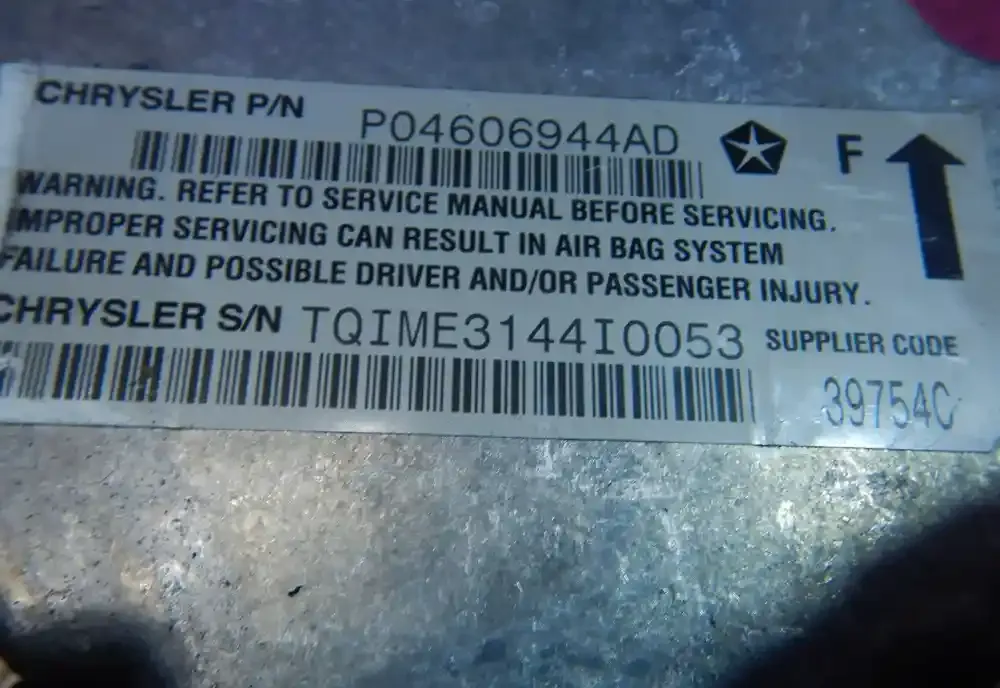 CHRYSLER P/N P04606944AD F
WARNING. REFER TO SERVICE MANUAL BEFORE SERVICING.
IMPROPER SERVICING CAN RESULT IN AIR BAG SYSTEM
FAILURE AND POSSIBLE DRIVER AND/OR PASSENGER INJURY.
CHRYSLER S/N TQIME3144I0053 SUPPLIER CODE
39754C